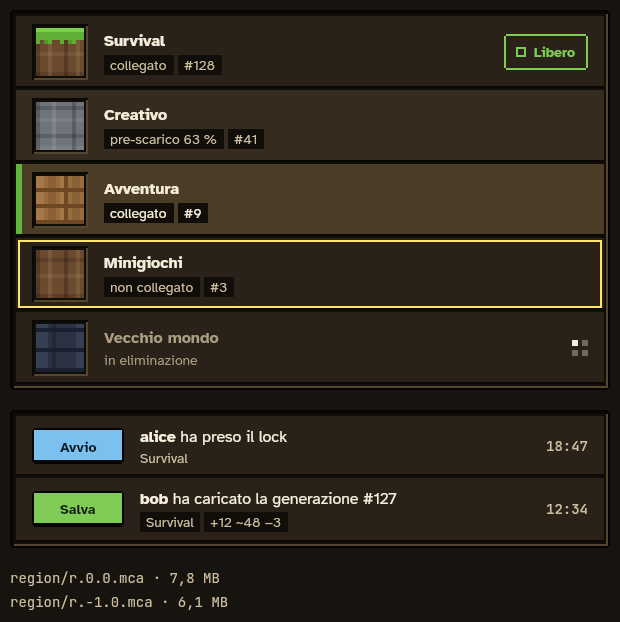 Survival
collegato #128
Libero
Creativo
pre-scarico 63 % #41
Avventura
collegato #9
Minigiochi
non collegato #3
Vecchio mondo
in eliminazione
Avvio
alice ha preso il lock
Survival
18:47
Salva
bob ha caricato la generazione #127
Survival +12 ~48 −3
12:34
region/r.0.0.mca · 7,8 MB
region/r.-1.0.mca · 6,1 MB